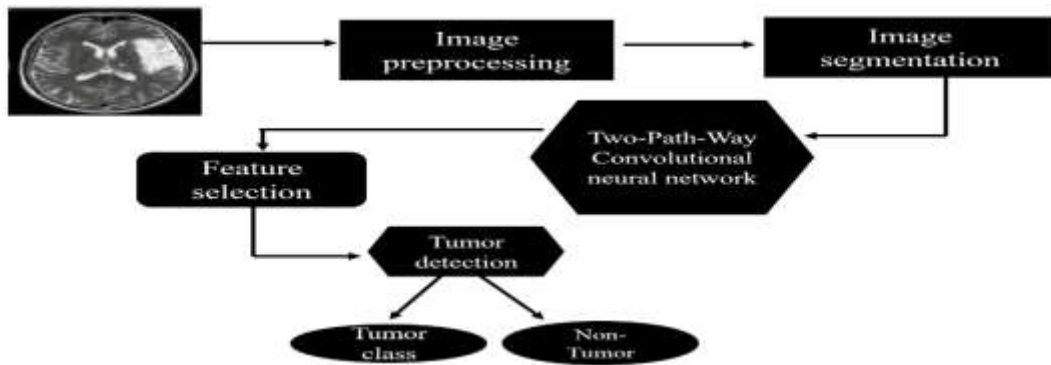 Image
preprocessing
Image
segmentation
Two-Path-Way
Convolutional
neural network
Feature
selection
Tumor
detection
Tumor
class
Non-
Tumor